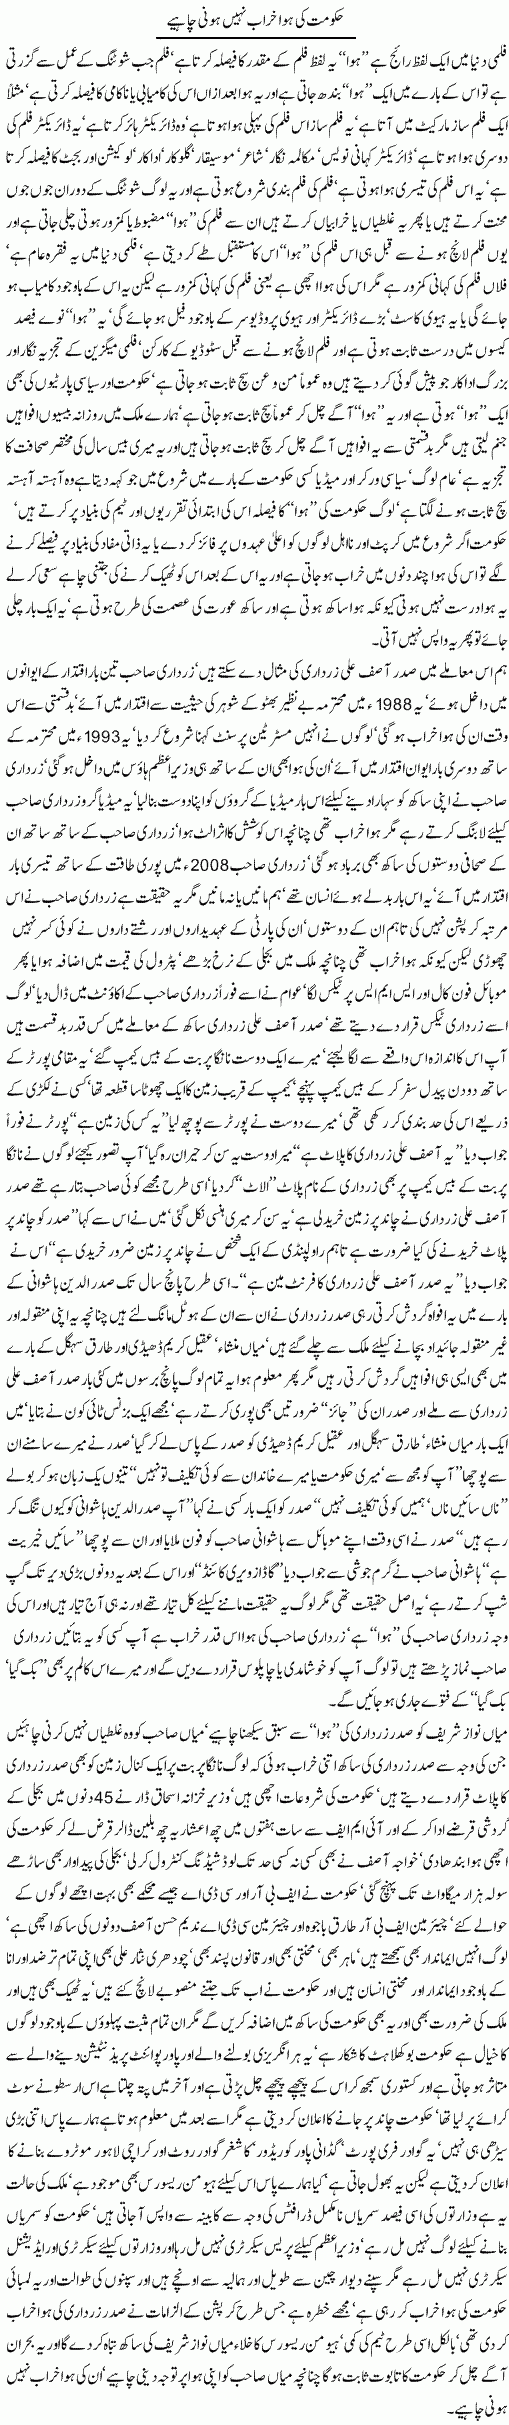 حکومت کی ہوا خراب نہیں ہونی چاہیے
فلمی دنیا میں ایک لفظ رائج ہے ’’ہوا‘‘ یہ لفظ فلم کے مقدر کا فیصلہ کرتا ہے‘ فلم جب شوٹنگ کے عمل سے گزرتی
ہے تو اس کے بارے میں ایک ’’ہوا‘‘ بندھ جاتی ہے اور یہ ہوا بعد ازاں اس کی کامیابی یا ناکامی کا فیصلہ کرتی ہے‘ مثلاً
ایک فلم ساز مارکیٹ میں آتا ہے‘ یہ فلم ساز اس فلم کی پہلی ہوا ہوتا ہے‘ وہ ڈائریکٹر ہائر کرتا ہے‘ یہ ڈائریکٹر فلم کی
دوسری ہوا ہوتا ہے‘ ڈائریکٹر کہانی نویس‘ مکالمہ نگار‘ شاعر‘ موسیقار‘ گلوکار‘ اداکار‘ لوکیشن اور بجٹ کا فیصلہ کرتا
ہے‘ یہ اس فلم کی تیسری ہوا ہوتی ہے‘ فلم کی فلم بندی شروع ہوتی ہے اور یہ لوگ شوٹنگ کے دوران جوں جوں
محنت کرتے ہیں یا پھر یہ غلطیاں یا خرابیاں کرتے ہیں ان سے فلم کی ’’ہوا‘‘ مضبوط یا کمزور ہوتی چلی جاتی ہے اور
یوں فلم لانچ ہونے سے قبل ہی اس فلم کی ’’ہوا‘‘ اس کا مستقبل طے کر دیتی ہے‘ فلمی دنیا میں یہ فقرہ عام ہے‘
فلاں فلم کی کہانی کمزور ہے مگر اس کی ہوا اچھی ہے یعنی فلم کی کہانی کمزور ہے لیکن یہ اس کے باوجود کامیاب ہو
جائے گی یا یہ ہیوی کاسٹ‘ بڑے ڈائریکٹر اور ہیوی پروڈیوسر کے باوجود فیل ہو جائے گی‘ یہ ’’ہوا‘‘ نوے فیصد
کیسوں میں درست ثابت ہوتی ہے اور فلم لانچ ہونے سے قبل سٹوڈیو کے کارکن‘ فلمی میگزین کے تجزیہ نگار اور
بزرگ اداکار جو پیش گوئی کر دیتے ہیں وہ عموماً من و عن سچ ثابت ہو جاتی ہے‘ حکومت اور سیاسی پارٹیوں کی بھی
ایک ’’ہوا‘‘ ہوتی ہے اور یہ ’’ہوا‘‘ آگے چل کر عموماً سچ ثابت ہو جاتی ہے‘ ہمارے ملک میں روزانہ بیسیوں افواہیں
جنم لیتی ہیں مگر بدقسمتی سے یہ افواہیں آگے چل کر سچ ثابت ہو جاتی ہیں اور یہ میری بیس سال کی مختصر صحافت کا
تجزیہ ہے‘ عام لوگ‘ سیاسی ورکر اور میڈیا کسی حکومت کے بارے میں شروع میں جو کہہ دیتا ہے وہ آہستہ آہستہ
سچ ثابت ہونے لگتا ہے‘ لوگ حکومت کی ’’ہوا‘‘ کا فیصلہ اس کی ابتدائی تقرریوں اور ٹیم کی بنیاد پر کرتے ہیں‘
حکومت اگر شروع میں کرپٹ اور نااہل لوگوں کو اعلیٰ عہدوں پر فائز کر دے یا یہ ذاتی مفاد کی بنیاد پر فیصلے کرنے
لگے تو اس کی ہوا چند دنوں میں خراب ہو جاتی ہے اور یہ اس کے بعد اس کو ٹھیک کرنے کی جتنی چاہے سعی کر لے
یہ ہوا درست نہیں ہوتی کیونکہ ہوا ساکھ ہوتی ہے اور ساکھ عورت کی عصمت کی طرح ہوتی ہے‘ یہ ایک بار چلی
جائے تو پھر یہ واپس نہیں آتی۔
ہم اس معاملے میں صدر آصف علی زرداری کی مثال دے سکتے ہیں‘ زرداری صاحب تین بار اقتدار کے ایوانوں
میں داخل ہوئے‘ یہ 1988ء میں محترمہ بے نظیر بھٹو کے شوہر کی حیثیت سے اقتدار میں آئے‘ بدقسمتی سے اس
وقت ان کی ہوا خراب ہو گئی‘ لوگوں نے انہیں مسٹر ٹین پرسنٹ کہنا شروع کر دیا‘ یہ 1993ء میں محترمہ کے
ساتھ دوسری بار ایوان اقتدار میں آئے‘ ان کی ہوا بھی ان کے ساتھ ہی وزیراعظم ہاؤس میں داخل ہو گئی‘ زرداری
صاحب نے اپنی ساکھ کو سہارا دینے کیلئے اس بار میڈیا کے گروؤں کو اپنا دوست بنا لیا‘ یہ میڈیا گرو زرداری صاحب
کیلئے لابنگ کرتے رہے مگر ہوا خراب تھی چنانچہ اس کوشش کا اثر الٹ ہوا‘ زرداری صاحب کے ساتھ ساتھ ان
کے صحافی دوستوں کی ساکھ بھی برباد ہو گئی‘ زرداری صاحب 2008ء میں پوری طاقت کے ساتھ تیسری بار
اقتدار میں آئے‘ یہ اس بار بدلے ہوئے انسان تھے‘ ہم مانیں یا نہ مانیں مگر یہ حقیقت ہے زرداری صاحب نے اس
مرتبہ کرپشن نہیں کی تاہم ان کے دوستوں‘ ان کی پارٹی کے عہدیداروں اور رشتے داروں نے کوئی کسر نہیں
چھوڑی لیکن کیونکہ ہوا خراب تھی چنانچہ ملک میں بجلی کے نرخ بڑھے‘ پٹرول کی قیمت میں اضافہ ہوا یا پھر
موبائل فون کال اور ایس ایم ایس پر ٹیکس لگا‘ عوام نے اسے فوراً زرداری صاحب کے اکاؤنٹ میں ڈال دیا‘ لوگ
اسے زرداری ٹیکس قرار دے دیتے تھے‘ صدر آصف علی زرداری ساکھ کے معاملے میں کس قدر بدقسمت ہیں
آپ اس کا اندازہ اس واقعے سے لگا لیجئے‘ میرے ایک دوست نانگا پربت کے بیس کیمپ گئے‘ یہ مقامی پورٹر کے
ساتھ دو دن پیدل سفر کر کے بیس کیمپ پہنچے‘ کیمپ کے قریب زمین کا ایک چھوٹا سا قطعہ تھا‘ کسی نے لکڑی کے
ذریعے اس کی حد بندی کر رکھی تھی‘ میرے دوست نے پورٹر سے پوچھ لیا ’’یہ کس کی زمین ہے‘‘ پورٹر نے فوراً
جواب دیا ’’یہ آصف علی زرداری کا پلاٹ ہے‘‘ میرا دوست یہ سن کر حیران رہ گیا‘ آپ تصور کیجئے لوگوں نے نانگا
پربت کے بیس کیمپ پر بھی زرداری کے نام پلاٹ ’’الاٹ‘‘ کر دیا‘ اسی طرح مجھے کوئی صاحب بتا رہے تھے صدر
آصف علی زرداری نے چاند پر زمین خرید لی ہے‘ یہ سن کر میری ہنسی نکل گئی‘ میں نے اس سے کہا ’’صدر کو چاند پر
پلاٹ خریدنے کی کیا ضرورت ہے تاہم راولپنڈی کے ایک شخص نے چاند پر زمین ضرور خریدی ہے‘‘ اس نے
جواب دیا ’’یہ صدر آصف علی زرداری کا فرنٹ مین ہے‘‘۔ اسی طرح پانچ سال تک صدر الدین ہاشوانی کے
بارے میں یہ افواہ گردش کرتی رہی صدر زرداری نے ان سے ان کے ہوٹل مانگ لئے ہیں چنانچہ یہ اپنی منقولہ اور
غیر منقولہ جائیداد بچانے کیلئے ملک سے چلے گئے ہیں‘ میاں منشاء‘ عقیل کریم ڈھیڈی اور طارق سہگل کے بارے
میں بھی ایسی ہی افواہیں گردش کرتی رہیں مگر پھر معلوم ہوا یہ تمام لوگ پانچ برسوں میں کئی بار صدر آصف علی
زرداری سے ملے اور صدر ان کی ’’جائز‘‘ ضرورتیں بھی پوری کرتے رہے‘ مجھے ایک بزنس ٹائی کون نے بتایا‘ میں
ایک بار میاں منشاء‘ طارق سہگل اور عقیل کریم ڈھیڈی کو صدر کے پاس لے کر گیا‘ صدر نے میرے سامنے ان
سے پوچھا ’’آپ کو مجھ سے‘ میری حکومت یا میرے خاندان سے کوئی تکلیف تو نہیں‘‘ تینوں یک زبان ہو کر بولے
’’ناں سائیں ناں‘ ہمیں کوئی تکلیف نہیں‘‘ صدر کو ایک بار کسی نے کہا ’’آپ صدر الدین ہاشوانی کو کیوں تنگ کر
رہے ہیں‘‘ صدر نے اسی وقت اپنے موبائل سے ہاشوانی صاحب کو فون ملایا اور ان سے پوچھا ’’سائیں خیریت
ہے‘‘ ہاشوانی صاحب نے گرم جوشی سے جواب دیا ’’گاڈ از ویری کائنڈ‘‘ اور اس کے بعد یہ دونوں بڑی دیر تک گپ
شپ کرتے رہے‘ یہ اصل حقیقت تھی مگر لوگ یہ حقیقت ماننے کیلئے کل تیار تھے اور نہ ہی آج تیار ہیں اور اس کی
وجہ زرداری صاحب کی ’’ہوا‘‘ ہے‘ زرداری صاحب کی ہوا اس قدر خراب ہے آپ کسی کو یہ بتائیں زرداری
صاحب نماز پڑھتے ہیں تو لوگ آپ کو خوشامدی یا چاپلوس قرار دے دیں گے اور میرے اس کالم پر بھی ’’بک گیا‘
بک گیا‘‘ کے فتوے جاری ہو جائیں گے۔
میاں نواز شریف کو صدر زرداری کی ’’ہوا‘‘ سے سبق سیکھنا چاہیے‘ میاں صاحب کو وہ غلطیاں نہیں کرنی چاہئیں
جن کی وجہ سے صدر زرداری کی ساکھ اتنی خراب ہوئی کہ لوگ نانگا پربت پر ایک کنال زمین کو بھی صدر زرداری
کا پلاٹ قرار دے دیتے ہیں‘ حکومت کی شروعات اچھی ہیں‘ وزیر خزانہ اسحاق ڈار نے 45 دنوں میں بجلی کے
گردشی قرضے ادا کر کے اور آئی ایم ایف سے سات ہفتوں میں چھ اعشاریہ چھ بلین ڈالر قرض لے کر حکومت کی
اچھی ہوا بندھا دی‘ خواجہ آصف نے بھی کسی نہ کسی حد تک لوڈ شیڈنگ کنٹرول کر لی‘ بجلی کی پیداوار بھی ساڑھے
سولہ ہزار میگاواٹ تک پہنچ گئی‘ حکومت نے ایف بی آر اور سی ڈی اے جیسے محکمے بھی بہت اچھے لوگوں کے
حوالے کئے‘ چیئرمین ایف بی آر طارق باجوہ اور چیئرمین سی ڈی اے ندیم حسن آصف دونوں کی ساکھ اچھی ہے‘
لوگ انہیں ایماندار بھی سمجھتے ہیں‘ ماہر بھی‘ محنتی بھی اور قانون پسند بھی‘ چودھری نثار علی بھی اپنی تمام تر ضد اور انا
کے باوجود ایماندار اور محنتی انسان ہیں اور حکومت نے اب تک جتنے منصوبے لانچ کئے ہیں‘ یہ ٹھیک بھی ہیں اور
ملک کی ضرورت بھی اور یہ بھی حکومت کی ساکھ میں اضافہ کریں گے مگر ان تمام مثبت پہلوؤں کے باوجود لوگوں
کا خیال ہے حکومت بوکھلاہٹ کا شکار ہے‘ یہ ہر انگریزی بولنے والے اور پاور پوائنٹ پریذنٹیشن دینے والے سے
متاثر ہو جاتی ہے اور کستوری سمجھ کر اس کے پیچھے پیچھے چل پڑتی ہے اور آخر میں پتہ چلتا ہے اس ارسطو نے سوٹ
کرائے پر لیا تھا‘ حکومت چاند پر جانے کا اعلان کر دیتی ہے مگر اسے بعد میں معلوم ہوتا ہے ہمارے پاس اتنی بڑی
سیڑھی ہی نہیں‘ یہ گوادر فری پورٹ‘ گڈانی پاور کوریڈور‘ کاشغر گوادر روٹ اور کراچی لاہور موٹروے بنانے کا
اعلان کر دیتی ہے لیکن یہ بھول جاتی ہے‘ کیا ہمارے پاس اس کیلئے ہیومن ریسورس بھی موجود ہے‘ ملک کی حالت
یہ ہے وزارتوں کی اسی فیصد سمریاں نامکمل ڈرافٹس کی وجہ سے کابینہ سے واپس آ جاتی ہیں‘ حکومت کو سمریاں
بنانے کیلئے لوگ نہیں مل رہے‘ وزیراعظم کیلئے پریس سیکرٹری نہیں مل رہا اور وزارتوں کیلئے سیکرٹری اور ایڈیشنل
سیکرٹری نہیں مل رہے مگر سپنے دیوار چین سے طویل اور ہمالیہ سے اونچے ہیں اور سپنوں کی طوالت اور یہ لمبائی
حکومت کی ہوا خراب کر رہی ہے‘ مجھے خطرہ ہے جس طرح کرپشن کے الزامات نے صدر زرداری کی ہوا خراب
کر دی تھی‘ بالکل اسی طرح ٹیم کی کمی‘ ہیومن ریسورس کا خلاء میاں نواز شریف کی ساکھ تباہ کر دے گا اور یہ بحران
آگے چل کر حکومت کا تابوت ثابت ہو گا چنانچہ میاں صاحب کو اپنی ہوا پر توجہ دینی چاہیے‘ ان کی ہوا خراب نہیں
ہونی چاہیے۔